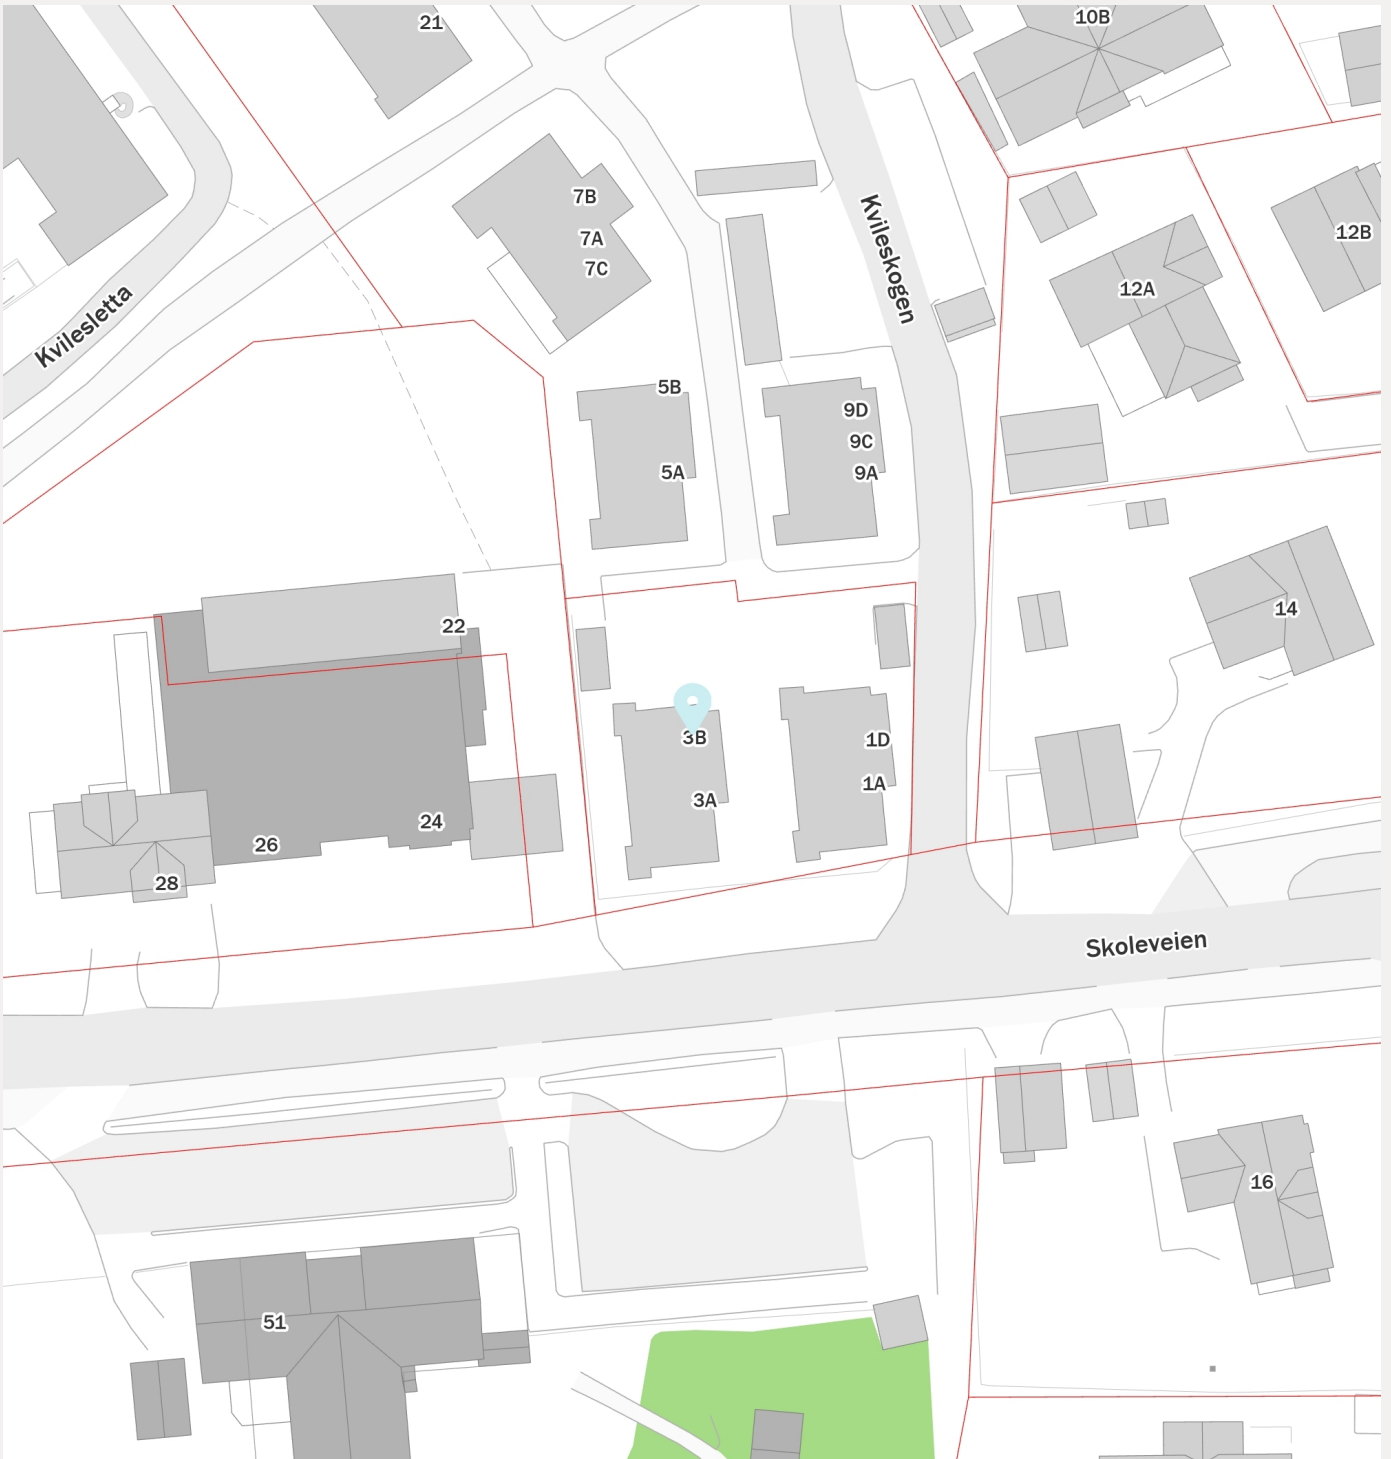 21
10B
7B
7A
7C
Kvileskogen
12B
12A
Kvilesletta
5B
9D
9C
5A
9A
14
22
3B
1D
1A
3A
24
26
28
Skoleveien
16
51